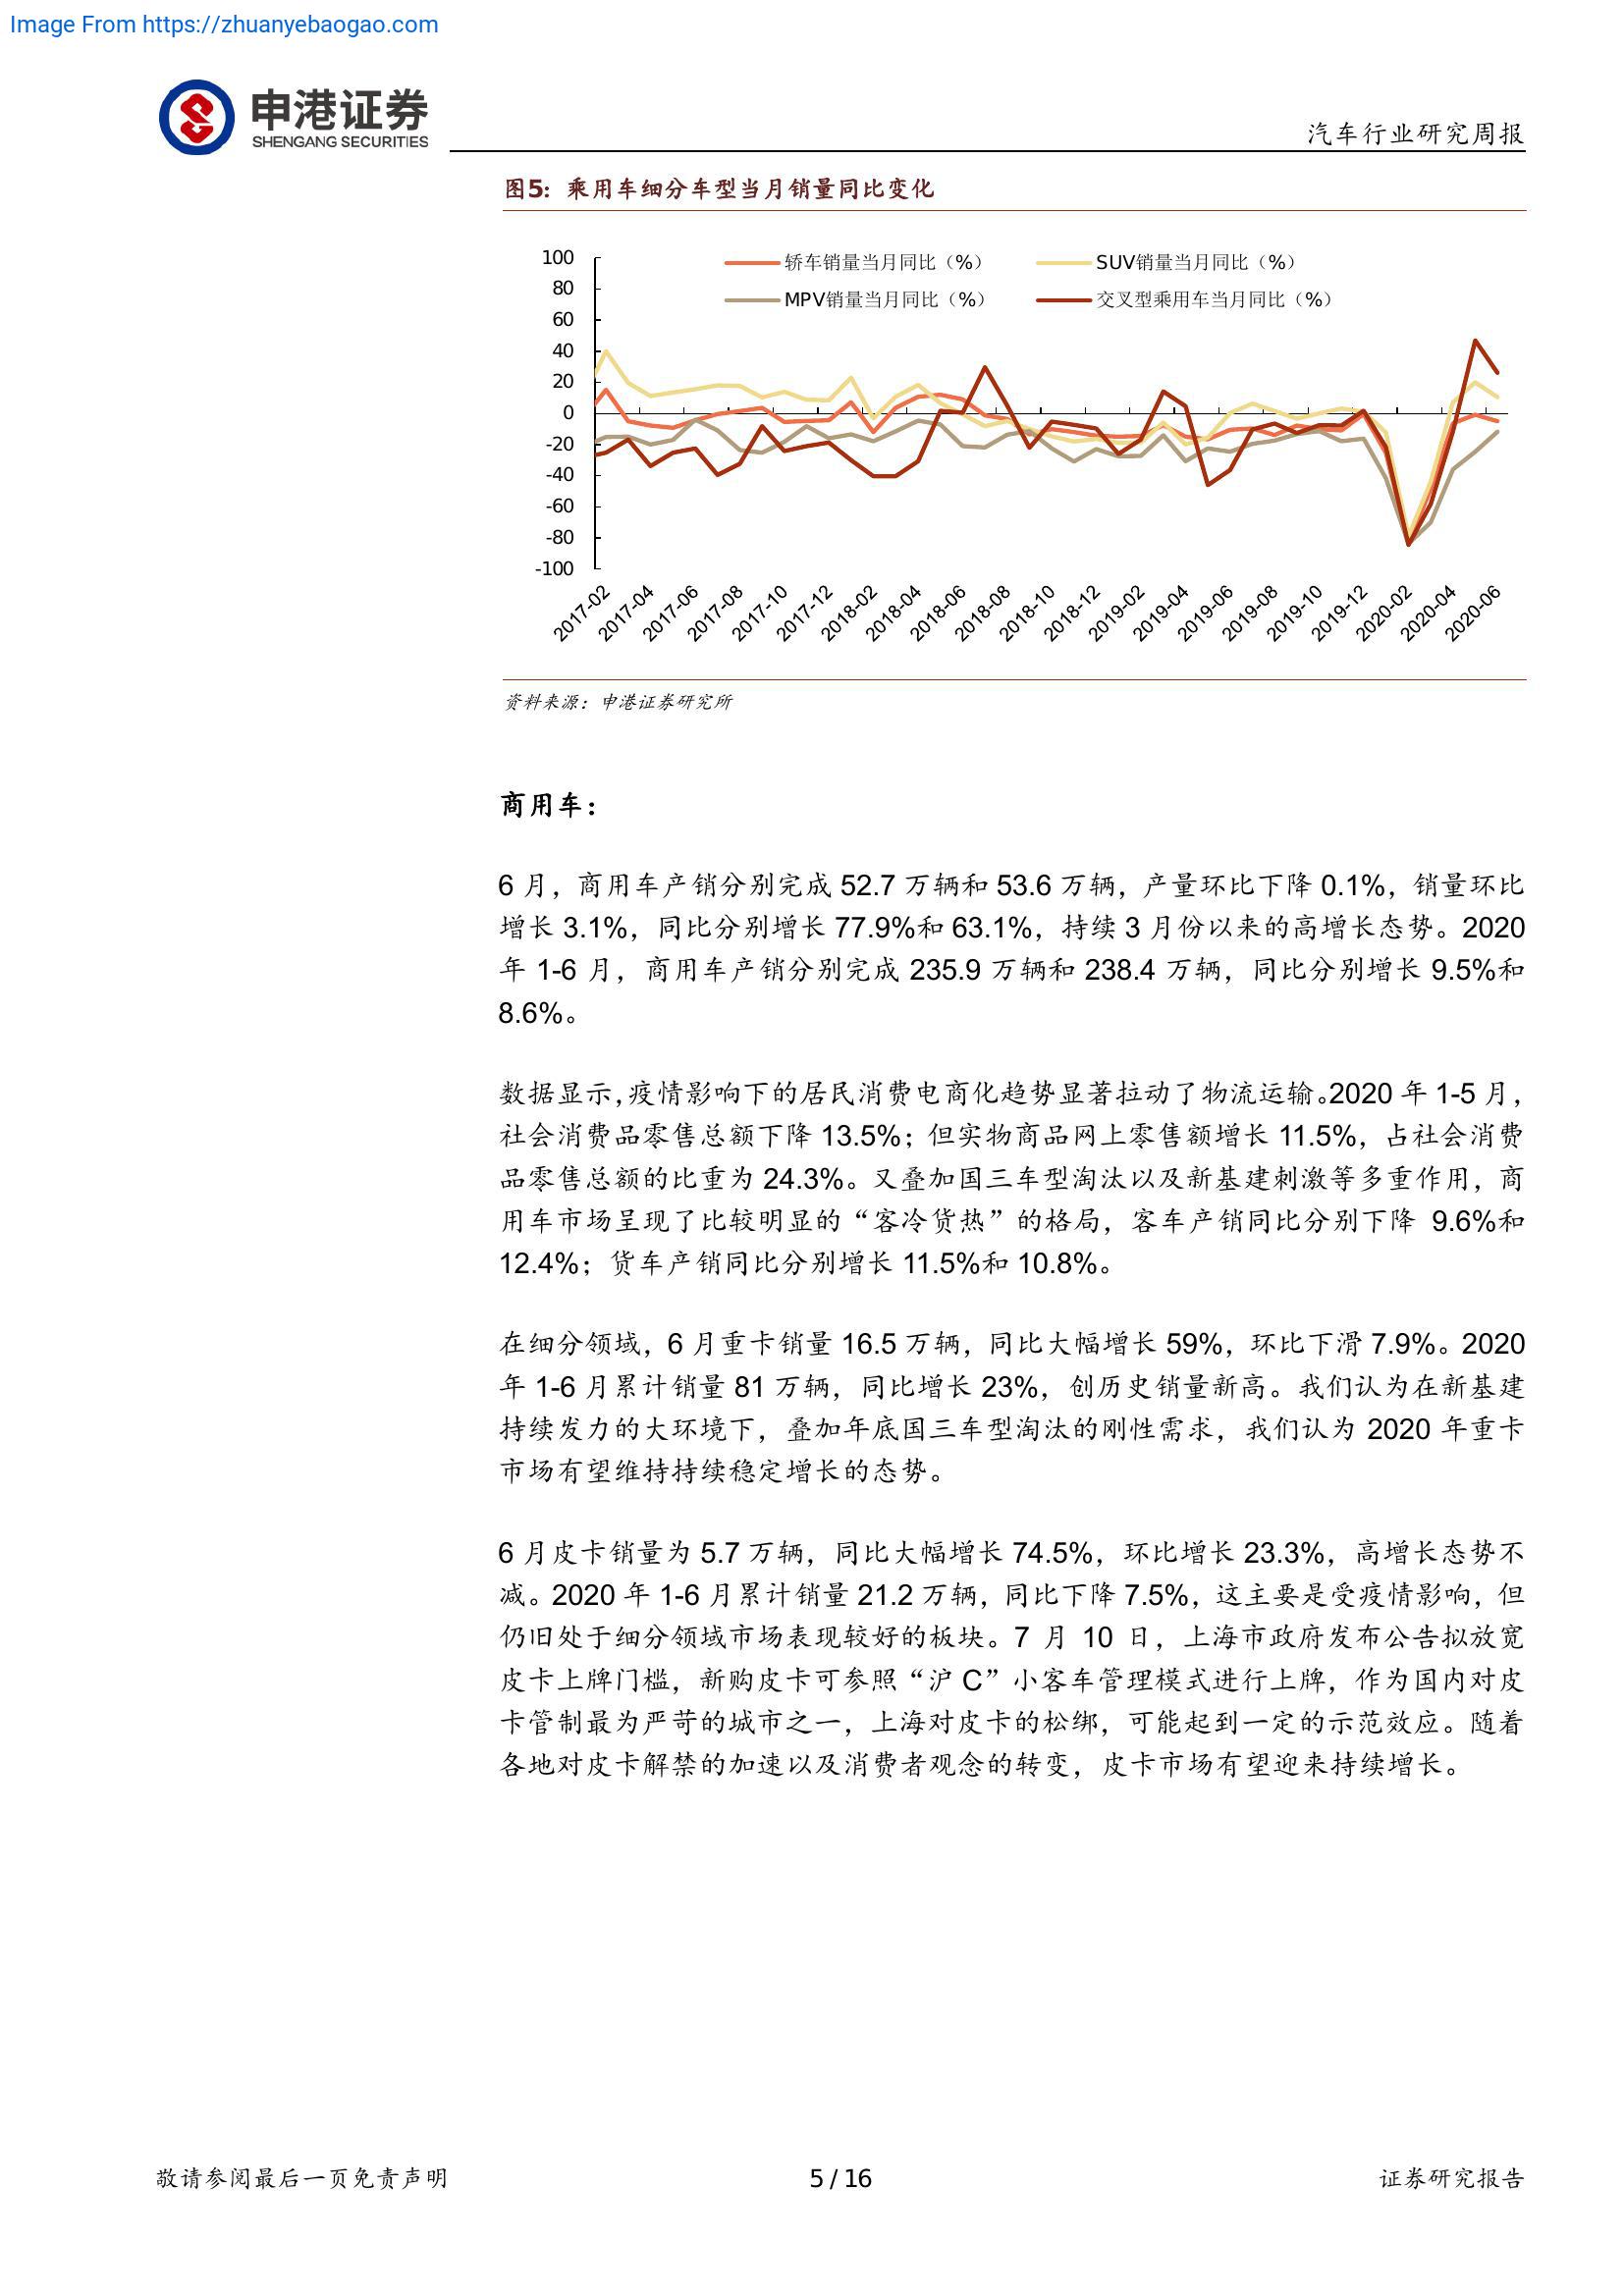 Image From https://zhuanyebaogao.com
申港证券
SHENGANG SECURITIES
汽车行业研究周报
图5：乘用车细分车型当月销量同比变化
100
80
60
40
20
0
-20
-40
-60
-80
-100
轿车销量当月同比（%）
SUV销量当月同比（%）
MPV销量当月同比（%）
交叉型乘用车当月同比（%）
2017-02
2017-04
2017-06
2017-08
2017-10
2017-12
2018-02
2018-04
2018-06
2018-08
2018-10
2018-12
2019-02
2019-04
2019-06
2019-08
2019-10
2019-12
2020-02
2020-04
2020-06
资料来源：申港证券研究所
商用车：
6 月，商用车产销分别完成 52.7 万辆和 53.6 万辆，产量环比下降 0.1%，销量环比
增长 3.1%，同比分别增长 77.9%和 63.1%，持续 3 月份以来的高增长态势。2020
年 1-6 月，商用车产销分别完成 235.9 万辆和 238.4 万辆，同比分别增长 9.5%和
8.6%。
数据显示，疫情影响下的居民消费电商化趋势显著拉动了物流运输。2020 年 1-5 月，
社会消费品零售总额下降 13.5%；但实物商品网上零售额增长 11.5%，占社会消费
品零售总额的比重为 24.3%。又叠加国三车型淘汰以及新基建刺激等多重作用，商
用车市场呈现了比较明显的“客冷货热”的格局，客车产销同比分别下降 9.6%和
12.4%；货车产销同比分别增长 11.5%和 10.8%。
在细分领域，6 月重卡销量 16.5 万辆，同比大幅增长 59%，环比下滑 7.9%。2020
年 1-6 月累计销量 81 万辆，同比增长 23%，创历史销量新高。我们认为在新基建
持续发力的大环境下，叠加年底国三车型淘汰的刚性需求，我们认为 2020 年重卡
市场有望维持持续稳定增长的态势。
6 月皮卡销量为 5.7 万辆，同比大幅增长 74.5%，环比增长 23.3%，高增长态势不
减。2020 年 1-6 月累计销量 21.2 万辆，同比下降 7.5%，这主要是受疫情影响，但
仍旧处于细分领域市场表现较好的板块。7 月 10 日，上海市政府发布公告拟放宽
皮卡上牌门槛，新购皮卡可参照“沪 C”小客车管理模式进行上牌，作为国内对皮
卡管制最为严苛的城市之一，上海对皮卡的松绑，可能起到一定的示范效应。随着
各地对皮卡解禁的加速以及消费者观念的转变，皮卡市场有望迎来持续增长。
敬请参阅最后一页免责声明
5 / 16
证券研究报告